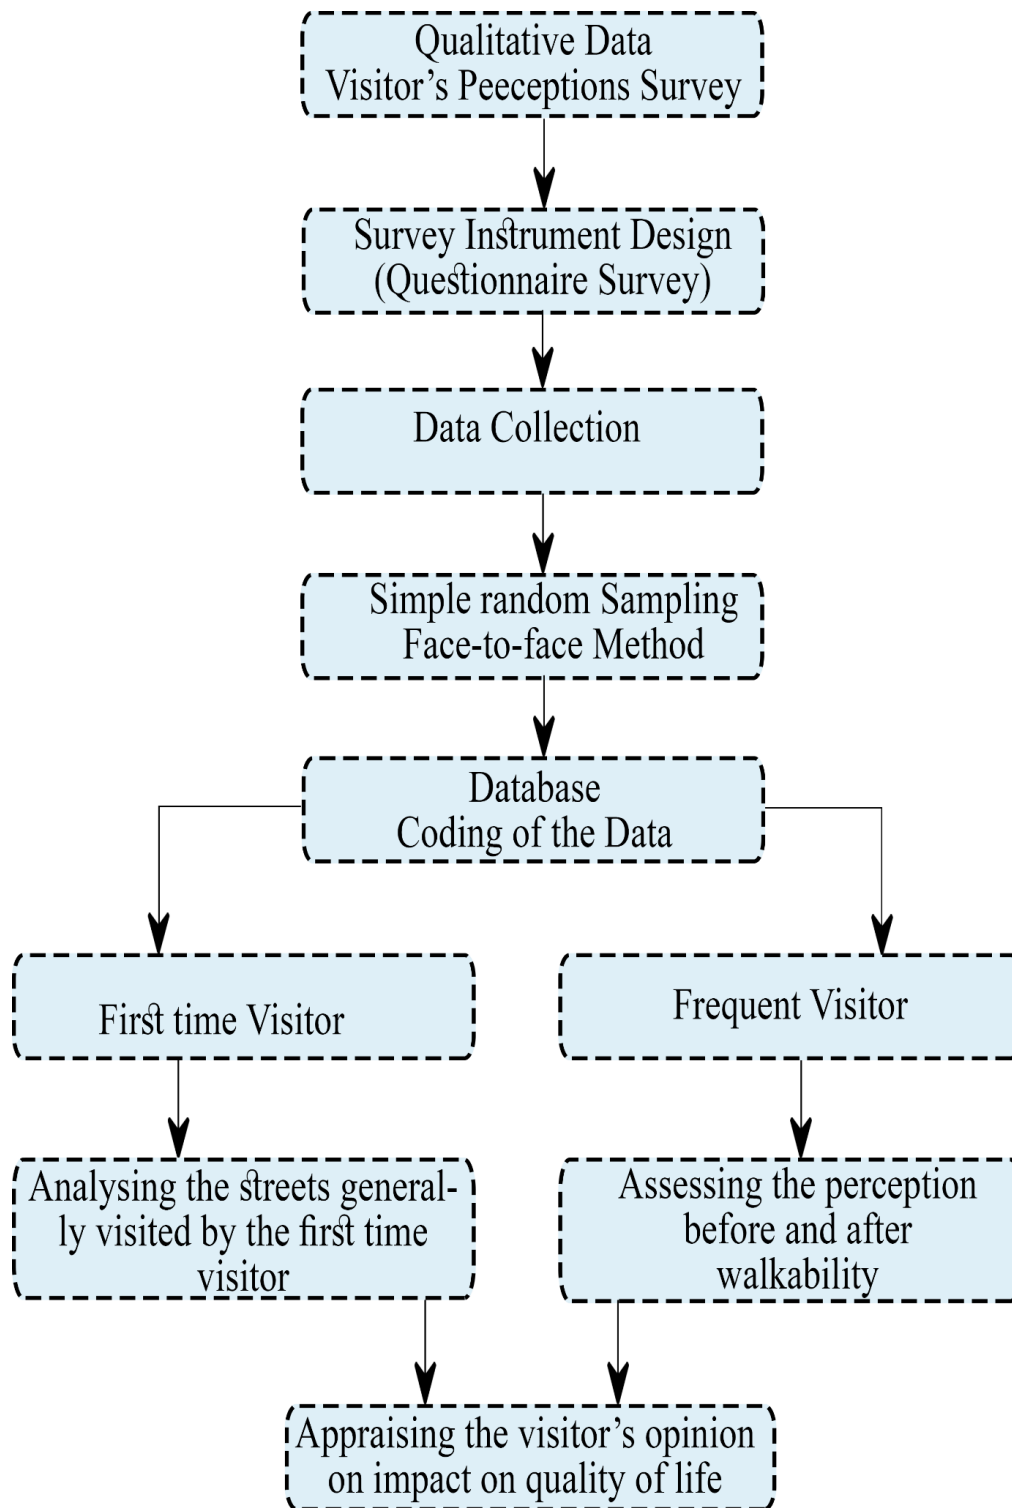 Qualitative Data
Visitor’s Peeceptions Survey
Survey Instrument Design
(Questionnaire Survey)
Data Collection
Simple random Sampling
Face-to-face Method
Database
Coding of the Data
First time Visitor
Frequent Visitor
Analysing the streets general-
ly visited by the first time
visitor
Assessing the perception
before and after
walkability
Appraising the visitor’s opinion
on impact on quality of life